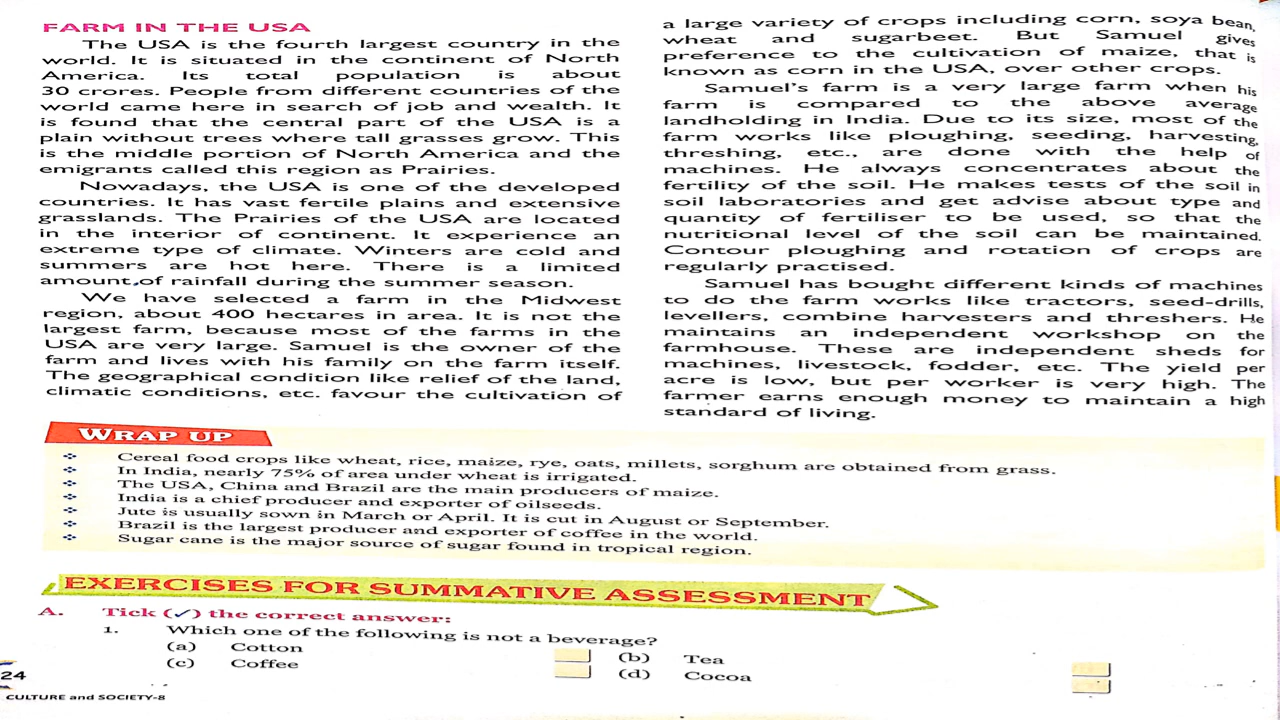 FARM IN THE USA
The USA is the fourth largest country in the
world. It is situated in the continent of North
America. Its total population is about
30 crores. People from different countries of the
world came here in search of job and wealth. It
is found that the central part of the USA is a
plain without trees where tall grasses grow. This
is the middle portion of North America and the
emigrants called this region as Prairies.
Nowadays, the USA is one of the developed
countries. It has vast fertile plains and extensive
grasslands. The Prairies of the USA are located
in the interior of continent. It experience an
extreme type of climate. Winters are cold and
summers are hot here. There is a limited
amount of rainfall during the summer season.
We have selected a farm in the Midwest
region, about 400 hectares in area. It is not the
largest farm, because most of the farms in the
USA are very large. Samuel is the owner of the
farm and lives with his family on the farm itself.
The geographical condition like relief of the land,
climatic conditions, etc. favour the cultivation of
a large variety of crops including corn, soya bean,
wheat and sugarbeet. But Samuel gives
preference to the cultivation of maize, that is
known as corn in the USA, over other crops.
Samuel's farm is a very large farm when his
farm is compared to the above average
landholding in India. Due to its size, most of the
farm works like ploughing, seeding, harvesting,
threshing, etc., are done with the help of
machines. He always concentrates about the
fertility of the soil. He makes tests of the soil in
soil laboratories and get advise about type and
quantity of fertiliser to be used, so that the
nutritional level of the soil can be maintained.
Contour ploughing and rotation of crops are
regularly practised.
Samuel has bought different kinds of machines
to do the farm works like tractors, seed-drills,
levellers, combine harvesters and threshers. He
maintains an independent workshop on the
farmhouse. These are independent sheds for
machines, livestock, fodder, etc. The yield per
acre is low, but per worker is very high. The
farmer earns enough money to maintain a high
standard of living.
WRAP UP
Cereal food crops like wheat, rice, maize, rye, oats, millets, sorghum are obtained from grass.
In India, nearly 75% of area under wheat is irrigated.
The USA, China and Brazil are the main producers of maize.
India is a chief producer and exporter of oilseeds.
Jute is usually sown in March or April. It is cut in August or September.
Brazil is the largest producer and exporter of coffee in the world.
Sugar cane is the major source of sugar found in tropical region.
EXERCISES FOR SUMMATIVE ASSESSMENT
A. Tick (✓) the correct answer:
1. Which one of the following is not a beverage?
(a) Cotton (b) Tea
(c) Coffee (d) Cocoa
24
CULTURE and SOCIETY-8